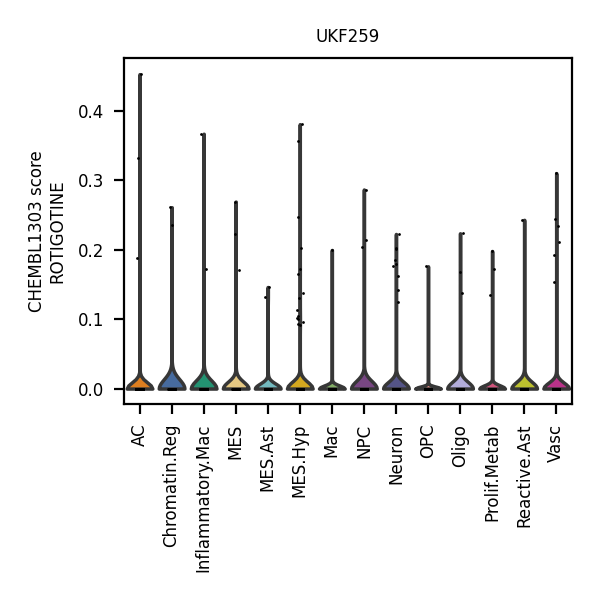 UKF259
CHEMBL1303 score
ROTIGOTINE
0.4
0.3
0.2
0.1
0.0
AC
Chromatin.Reg
Inflammatory.Mac
MES
MES.Ast
MES.Hyp
Mac
NPC
Neuron
OPC
Oligo
Prolif.Metab
Reactive.Ast
Vasc